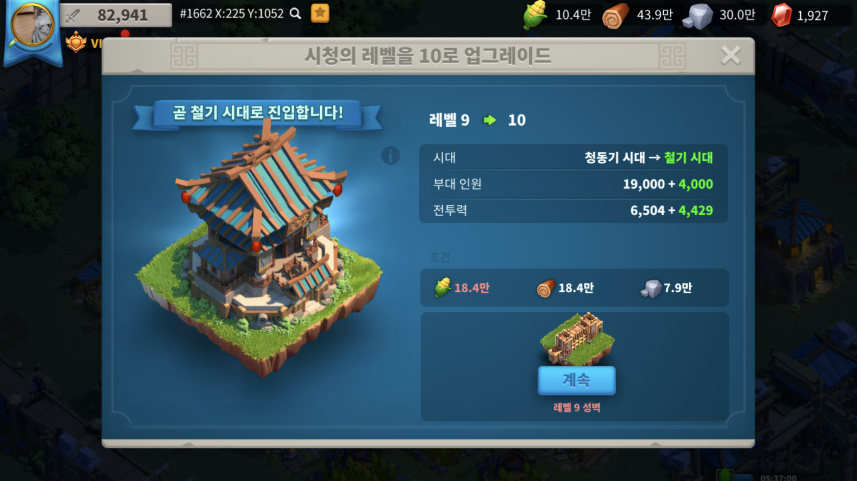 82,941
#1662 X:225 Y:1052
10.4만
43.9만
30.0만
1,927
VI
시청의 레벨을 10로 업그레이드
곧 철기 시대로 진입합니다!
레벨 9 10
시대 청동기 시대 → 철기 시대
부대 인원 19,000 + 4,000
전투력 6,504 + 4,429
조건
18.4만 18.4만 7.9만
계속
레벨 9 성벽
05:37:00